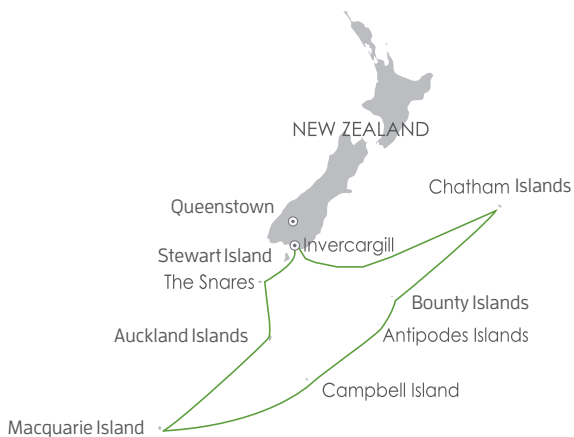 NEW ZEALAND
Chatham Islands
Queenstown
Invercargill
Stewart Island
The Snares
Bounty Islands
Auckland Islands
Antipodes Islands
Campbell Island
Macquarie Island